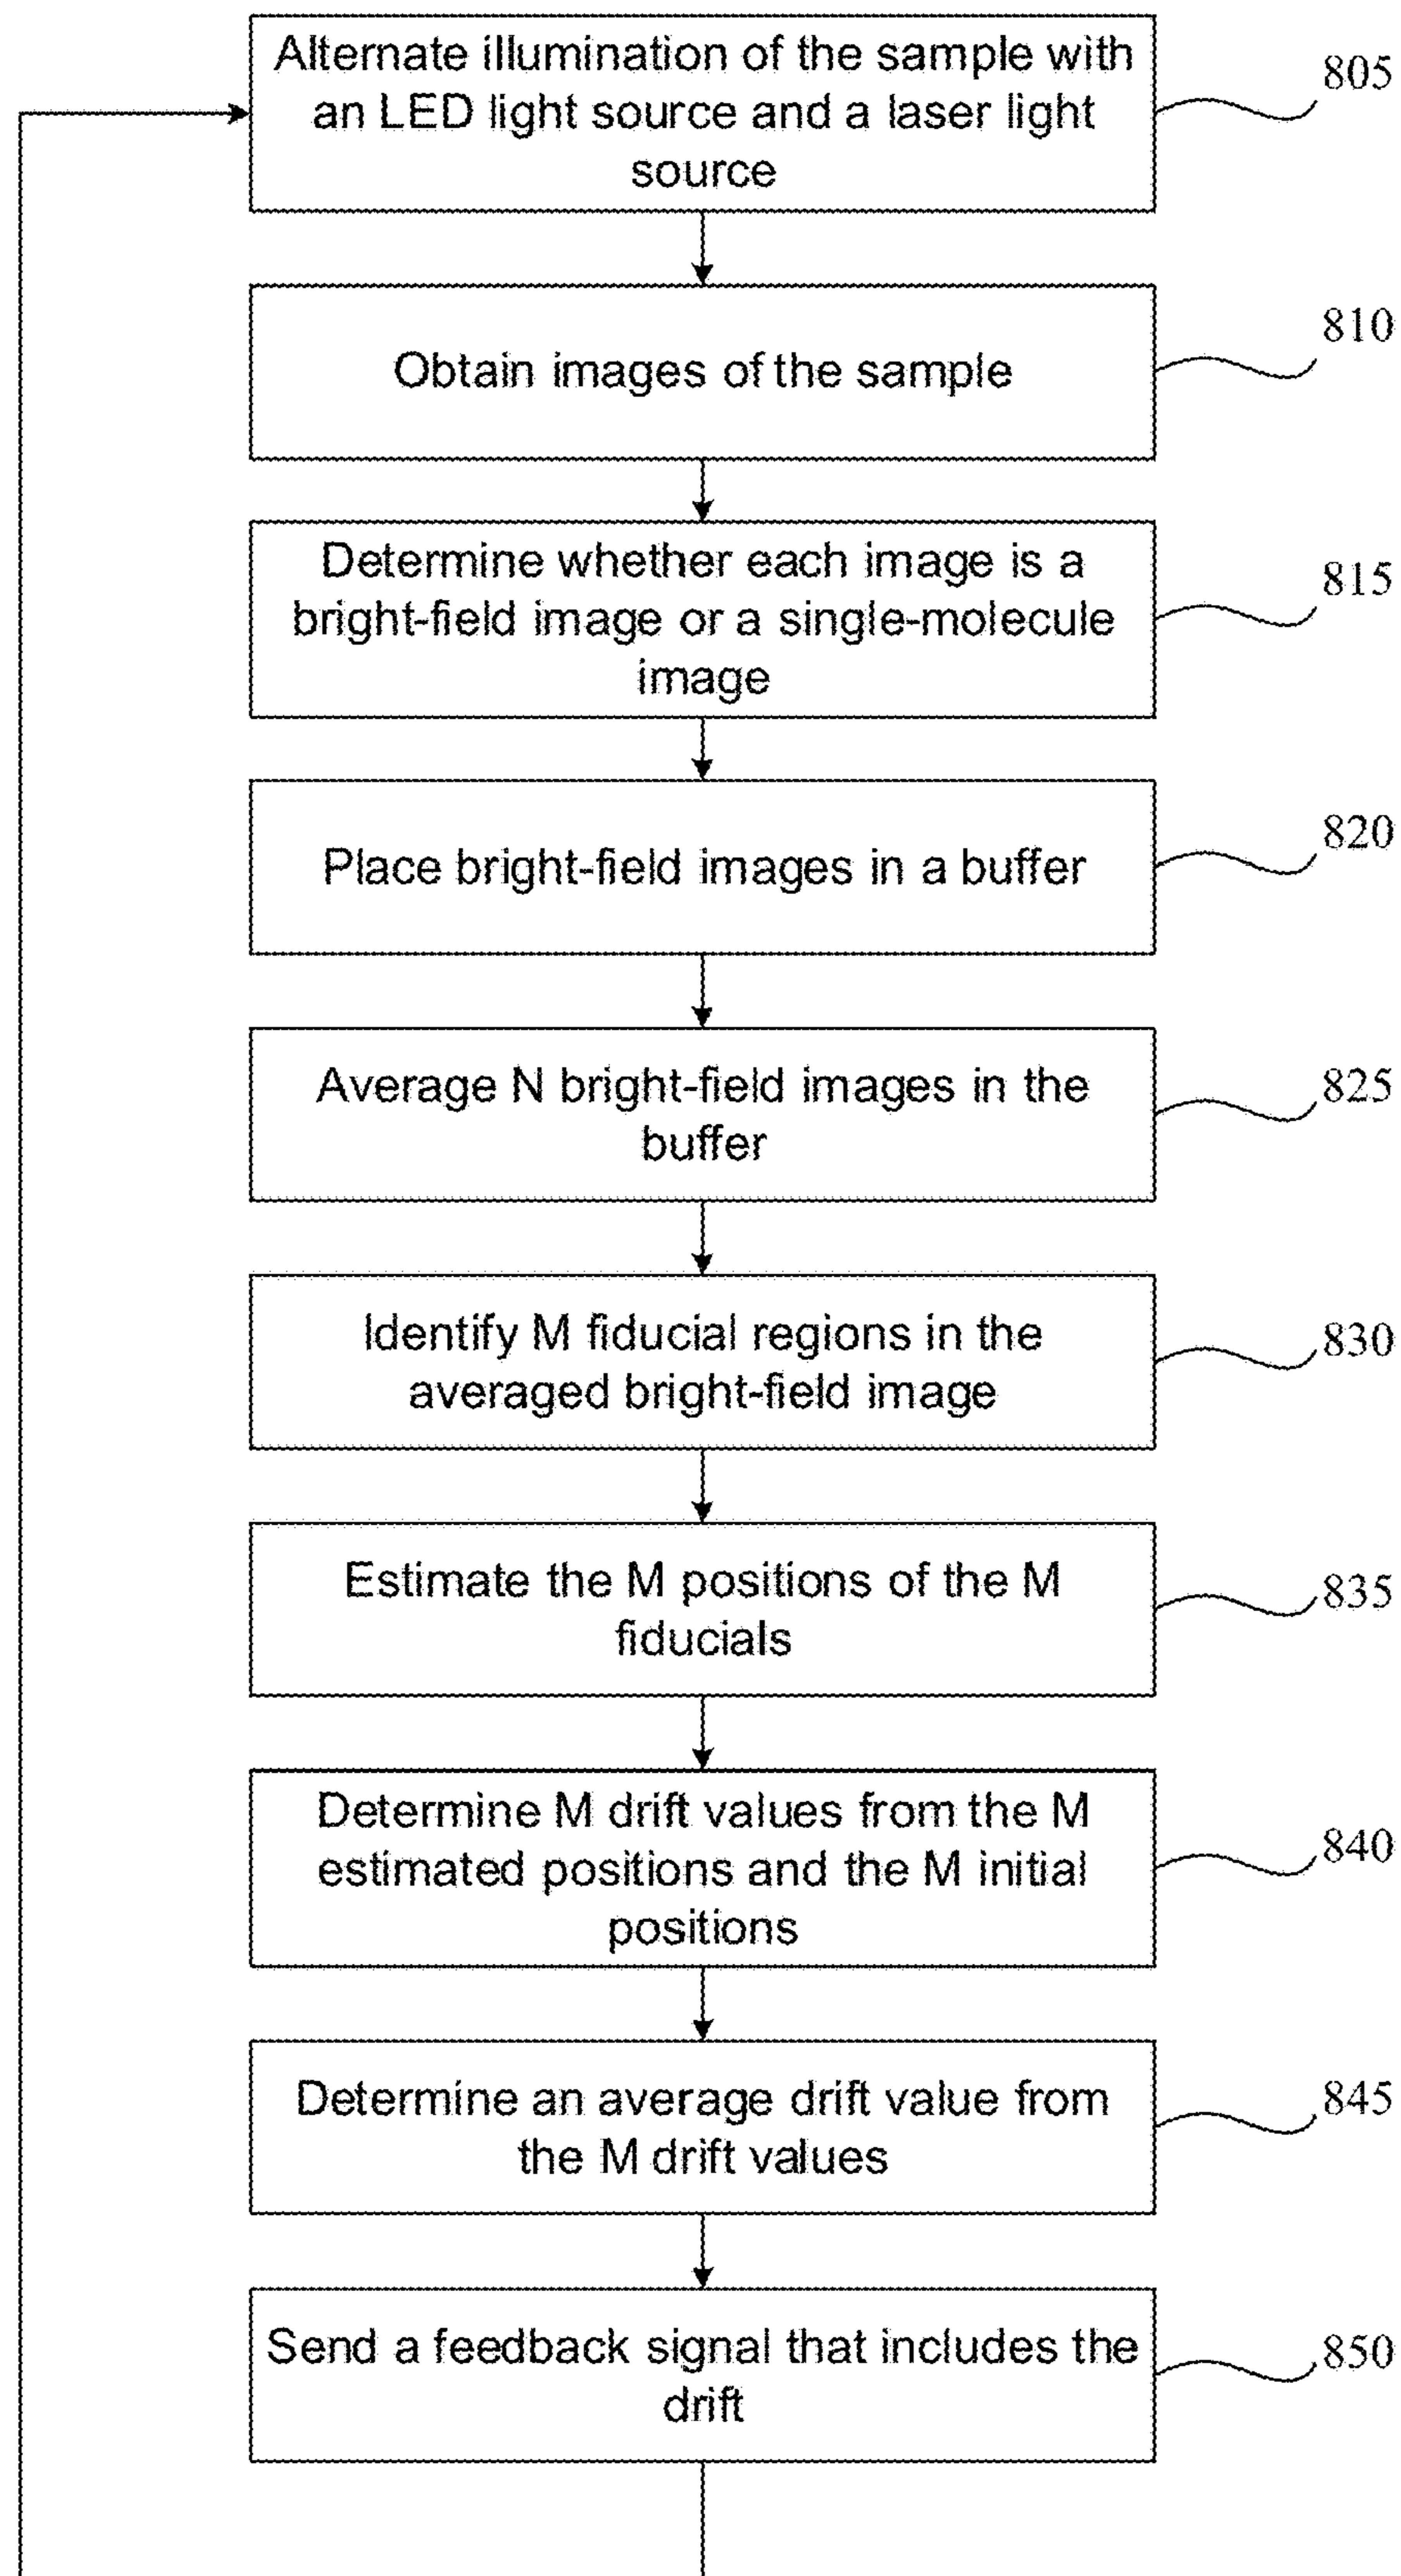 Alternate illumination of the sample with
an LED light source and a laser light
source
805
Obtain images of the sample
810
Determine whether each image is a
bright-field image or a single-molecule
image
815
Place bright-field images in a buffer
820
Average N bright-field images in the
buffer
825
Identify M fiducial regions in the
averaged bright-field image
830
Estimate the M positions of the M
fiducials
835
Determine M drift values from the M
estimated positions and the M initial
positions
840
Determine an average drift value from
the M drift values
845
Send a feedback signal that includes the
drift
850